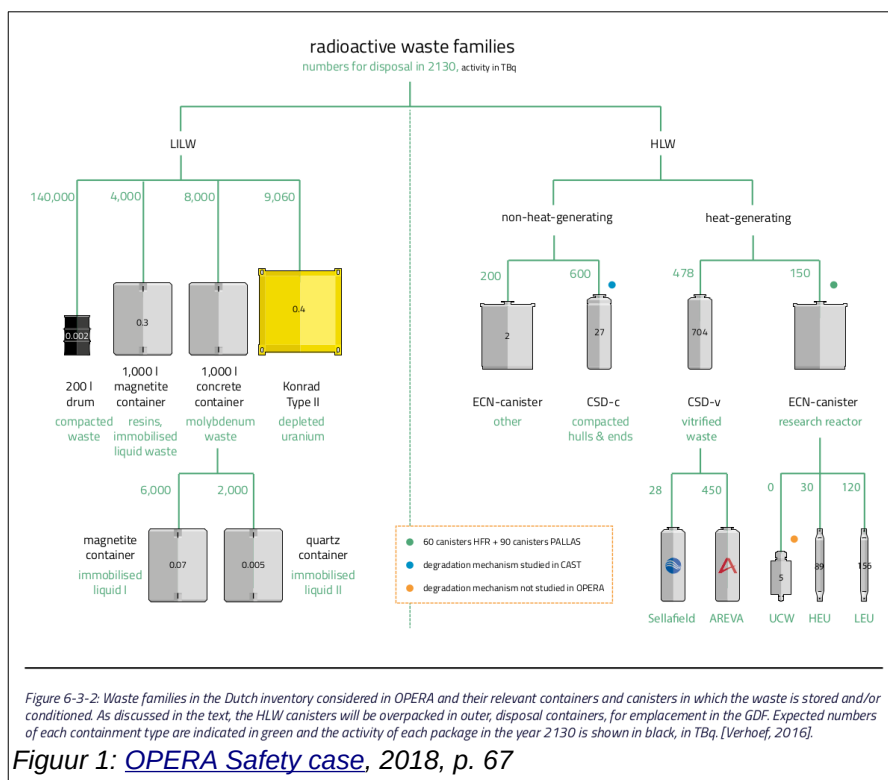 radioactive waste families
numbers for disposal in 2130, activity in TBq
LILW
HLW
140,000
4,000
8,000
9,060
non-heat-generating
heat-generating
200
600
478
150
0.002
0.3
0.4
2
27
704
200 l
drum
compacted
waste
1,000 l
magnetite
container
resins,
immobilised
liquid waste
1,000 l
concrete
container
molybdenum
waste
Konrad
Type II
depleted
uranium
ECN-canister
other
CSD-c
compacted
hulls & ends
CSD-v
vitrified
waste
ECN-canister
research reactor
6,000
2,000
28
450
0
30
120
magnetite
container
immobilised
liquid I
0.07
0.005
quartz
container
immobilised
liquid II
60 canisters HFR + 90 canisters PALLAS
degradation mechanism studied in CAST
degradation mechanism not studied in OPERA
5
89
156
Sellafield
AREVA
UCW
HEU
LEU
Figure 6-3-2: Waste families in the Dutch inventory considered in OPERA and their relevant containers and canisters in which the waste is stored and/or
conditioned. As discussed in the text, the HLW canisters will be overpacked in outer, disposal containers, for emplacement in the GDF. Expected numbers
of each containment type are indicated in green and the activity of each package in the year 2130 is shown in black, in TBq. [Verhoef, 2016].
Figuur 1: OPERA Safety case, 2018, p. 67